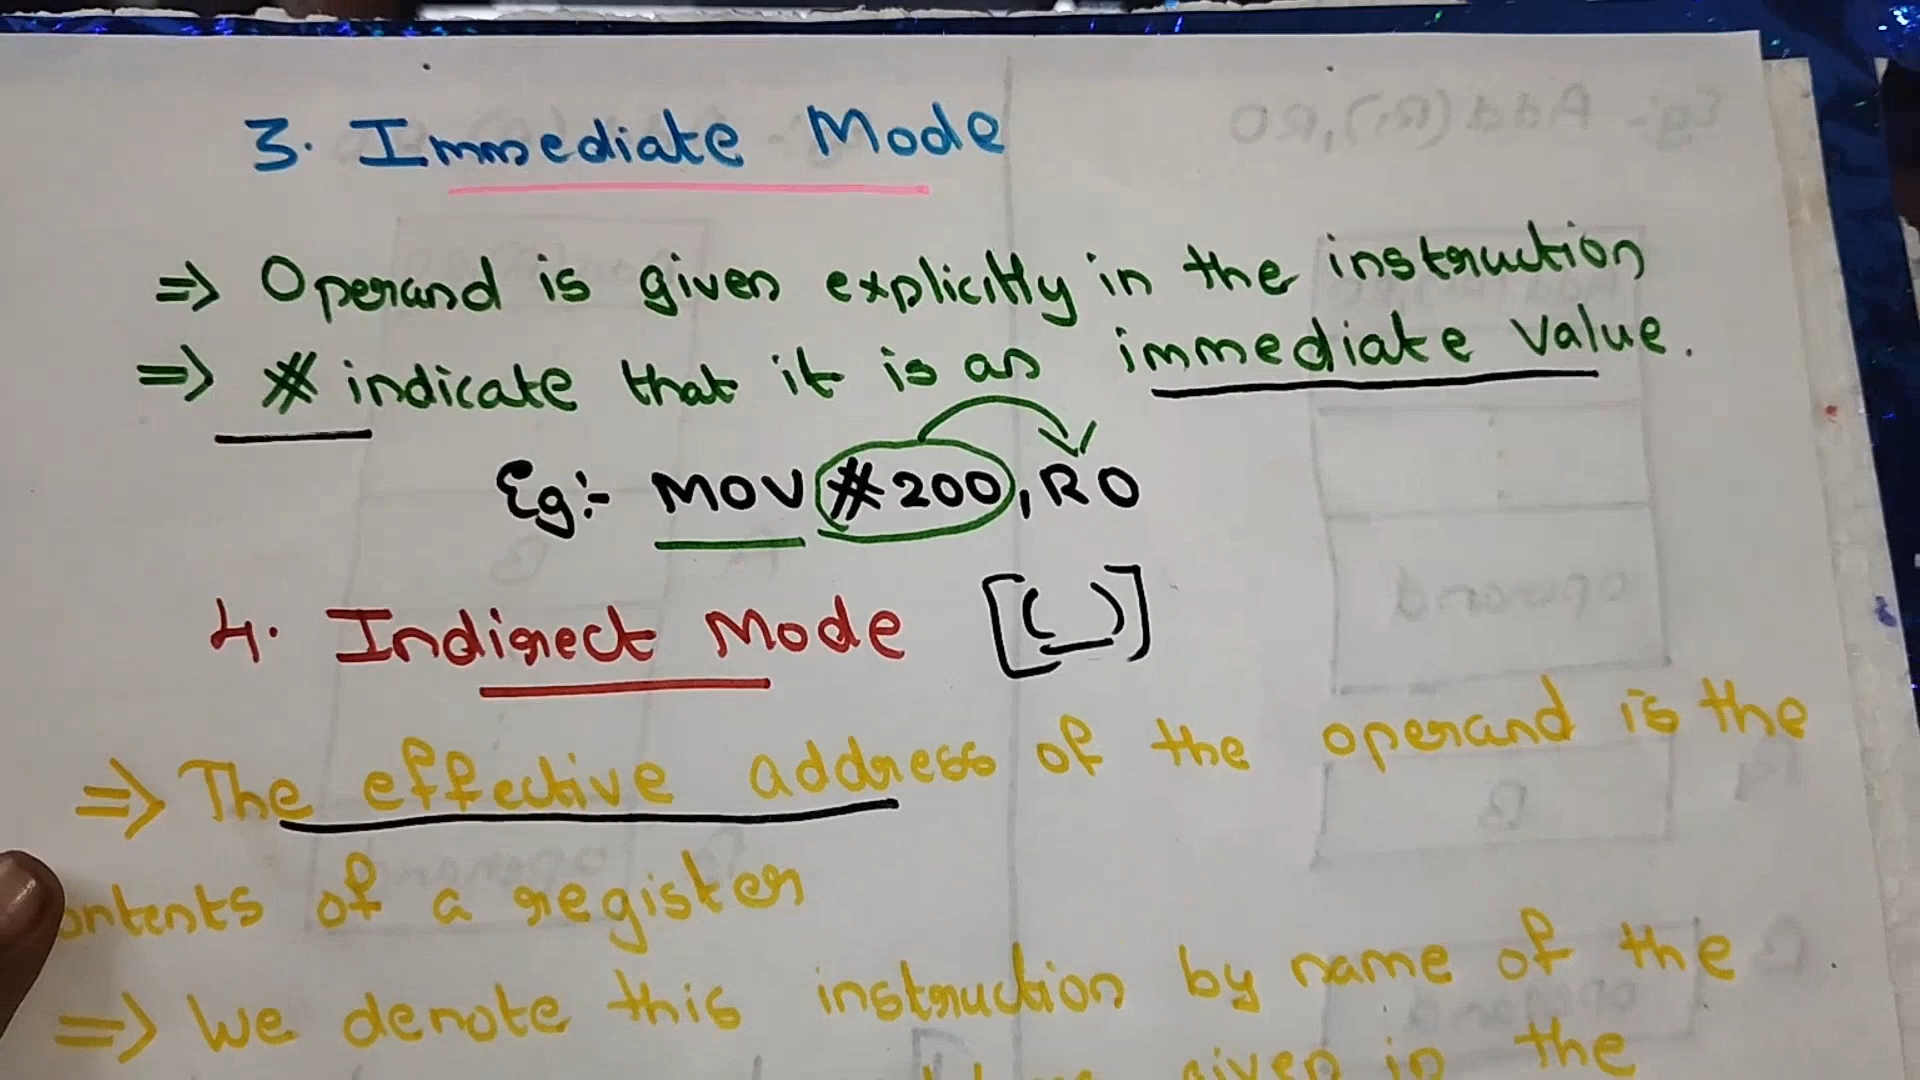 3. Immediate Mode
=> Operand is given explicitly in the instruction
=> # indicate that it is an immediate value.
Eg:- MOV #200, R0
4. Indirect Mode [( )]
=> The effective address of the operand is the
ontents of a register
=> We denote this instruction by name of the
given in the